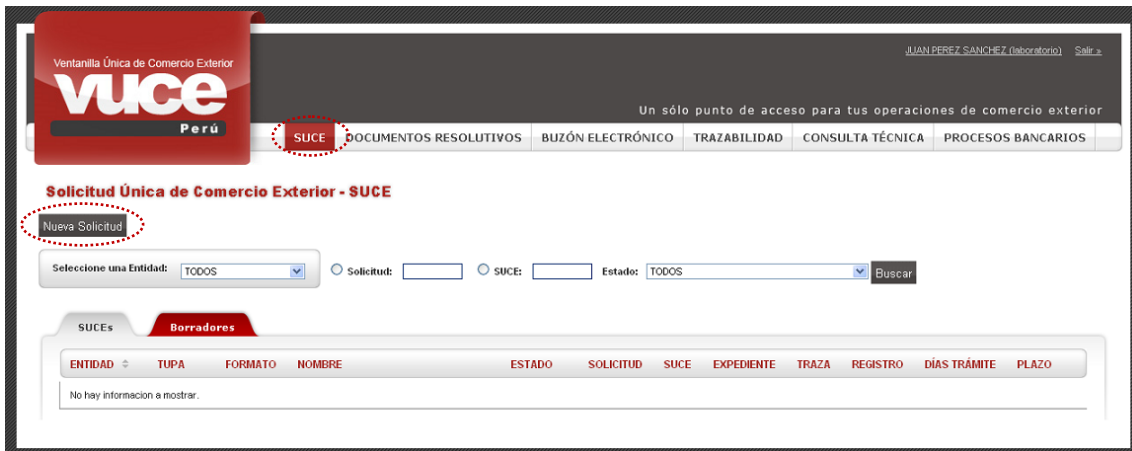 JUAN PEREZ SANCHEZ (laboratorio) Salir »
Ventanilla Única de Comercio Exterior
vuce
Perú
Un sólo punto de acceso para tus operaciones de comercio exterior
SUCE DOCUMENTOS RESOLUTIVOS BUZÓN ELECTRÓNICO TRAZABILIDAD CONSULTA TÉCNICA PROCESOS BANCARIOS
Solicitud Única de Comercio Exterior - SUCE
Nueva Solicitud
Seleccione una Entidad: TODOS Solicitud: SUCE: Estado: TODOS Buscar
SUCEs Borradores
ENTIDAD TUPA FORMATO NOMBRE ESTADO SOLICITUD SUCE EXPEDIENTE TRAZA REGISTRO DÍAS TRÁMITE PLAZO
No hay informacion a mostrar.